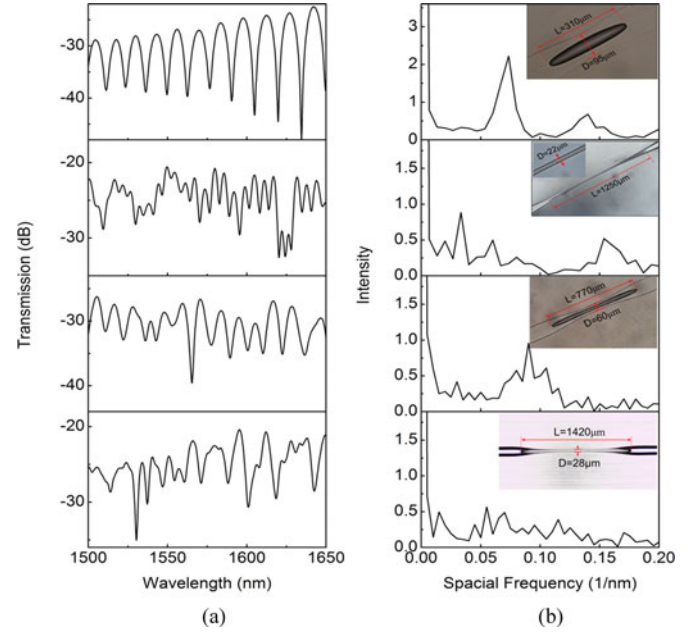 -30
-40
-20
-30
-30
-40
-20
-30
1500
1550
1600
1650
Transmission (dB)
Wavelength (nm)
(a)
3
2
1
0
1.5
1.0
0.5
0
1.5
1.0
0.5
0
1.5
1.0
0.5
0.0
0.00
0.05
0.10
0.15
0.20
Intensity
Spacial Frequency (1/nm)
(b)
L=310μm
D=95μm
D=22μm
L=1250μm
L=770μm
D=60μm
L=1420μm
D=28μm